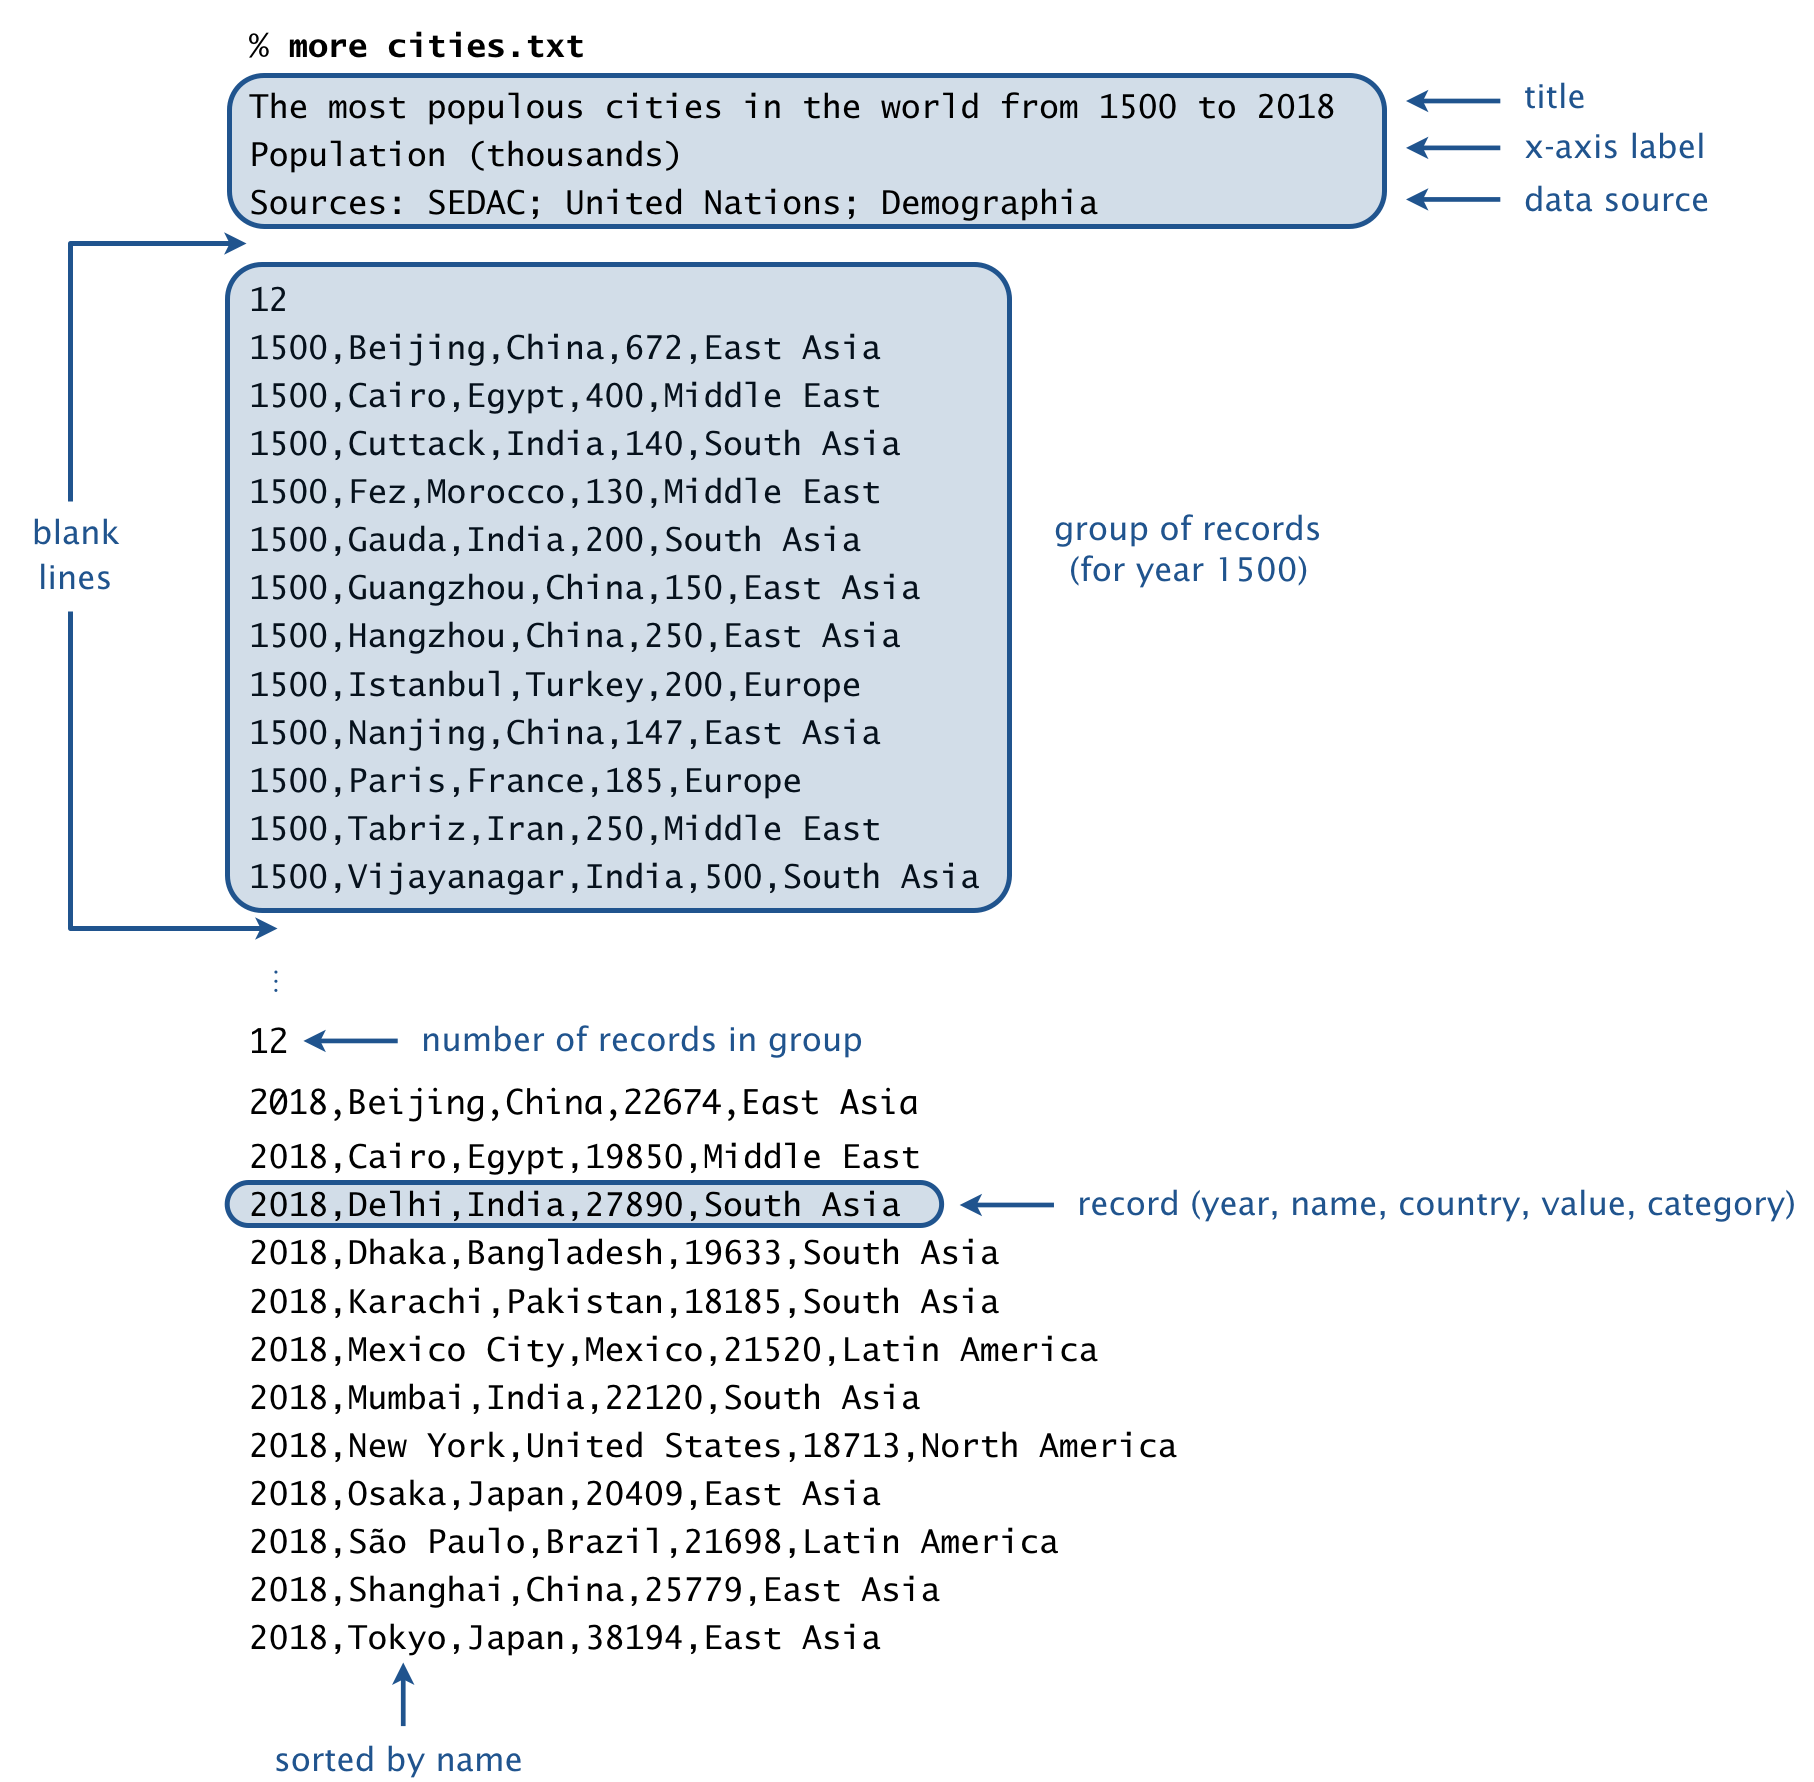 % more cities.txt
The most populous cities in the world from 1500 to 2018
title
Population (thousands)
x-axis label
Sources: SEDAC; United Nations; Demographia
data source
12
1500,Beijing,China,672,East Asia
1500,Cairo,Egypt,400,Middle East
1500,Cuttack,India,140,South Asia
1500,Fez,Morocco,130,Middle East
1500,Gauda,India,200,South Asia
1500,Guangzhou,China,150,East Asia
1500,Hangzhou,China,250,East Asia
1500,Istanbul,Turkey,200,Europe
1500,Nanjing,China,147,East Asia
1500,Paris,France,185,Europe
1500,Tabriz,Iran,250,Middle East
1500,Vijayanagar,India,500,South Asia
blank
lines
group of records
(for year 1500)
⋮
12
number of records in group
2018,Beijing,China,22674,East Asia
2018,Cairo,Egypt,19850,Middle East
2018,Delhi,India,27890,South Asia
record (year, name, country, value, category)
2018,Dhaka,Bangladesh,19633,South Asia
2018,Karachi,Pakistan,18185,South Asia
2018,Mexico City,Mexico,21520,Latin America
2018,Mumbai,India,22120,South Asia
2018,New York,United States,18713,North America
2018,Osaka,Japan,20409,East Asia
2018,São Paulo,Brazil,21698,Latin America
2018,Shanghai,China,25779,East Asia
2018,Tokyo,Japan,38194,East Asia
sorted by name